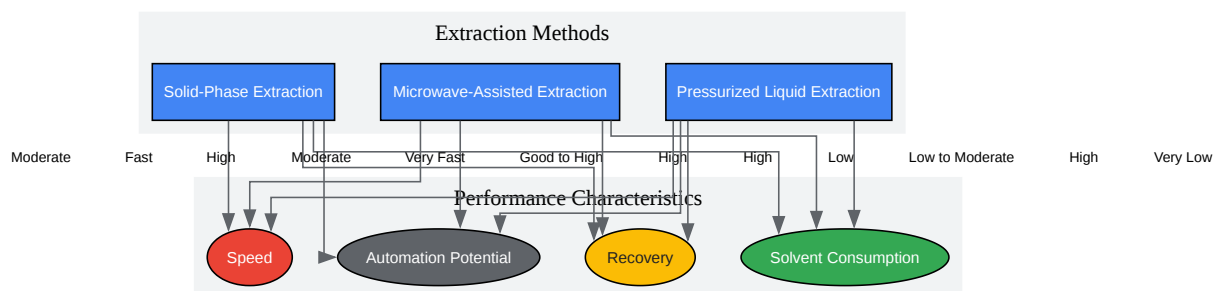 Extraction Methods
Solid-Phase Extraction
Microwave-Assisted Extraction
Pressurized Liquid Extraction
Moderate
Fast
High
Moderate
Very Fast
Good to High
High
High
Low
Low to Moderate
High
Very Low
Performance Characteristics
Speed
Automation Potential
Recovery
Solvent Consumption